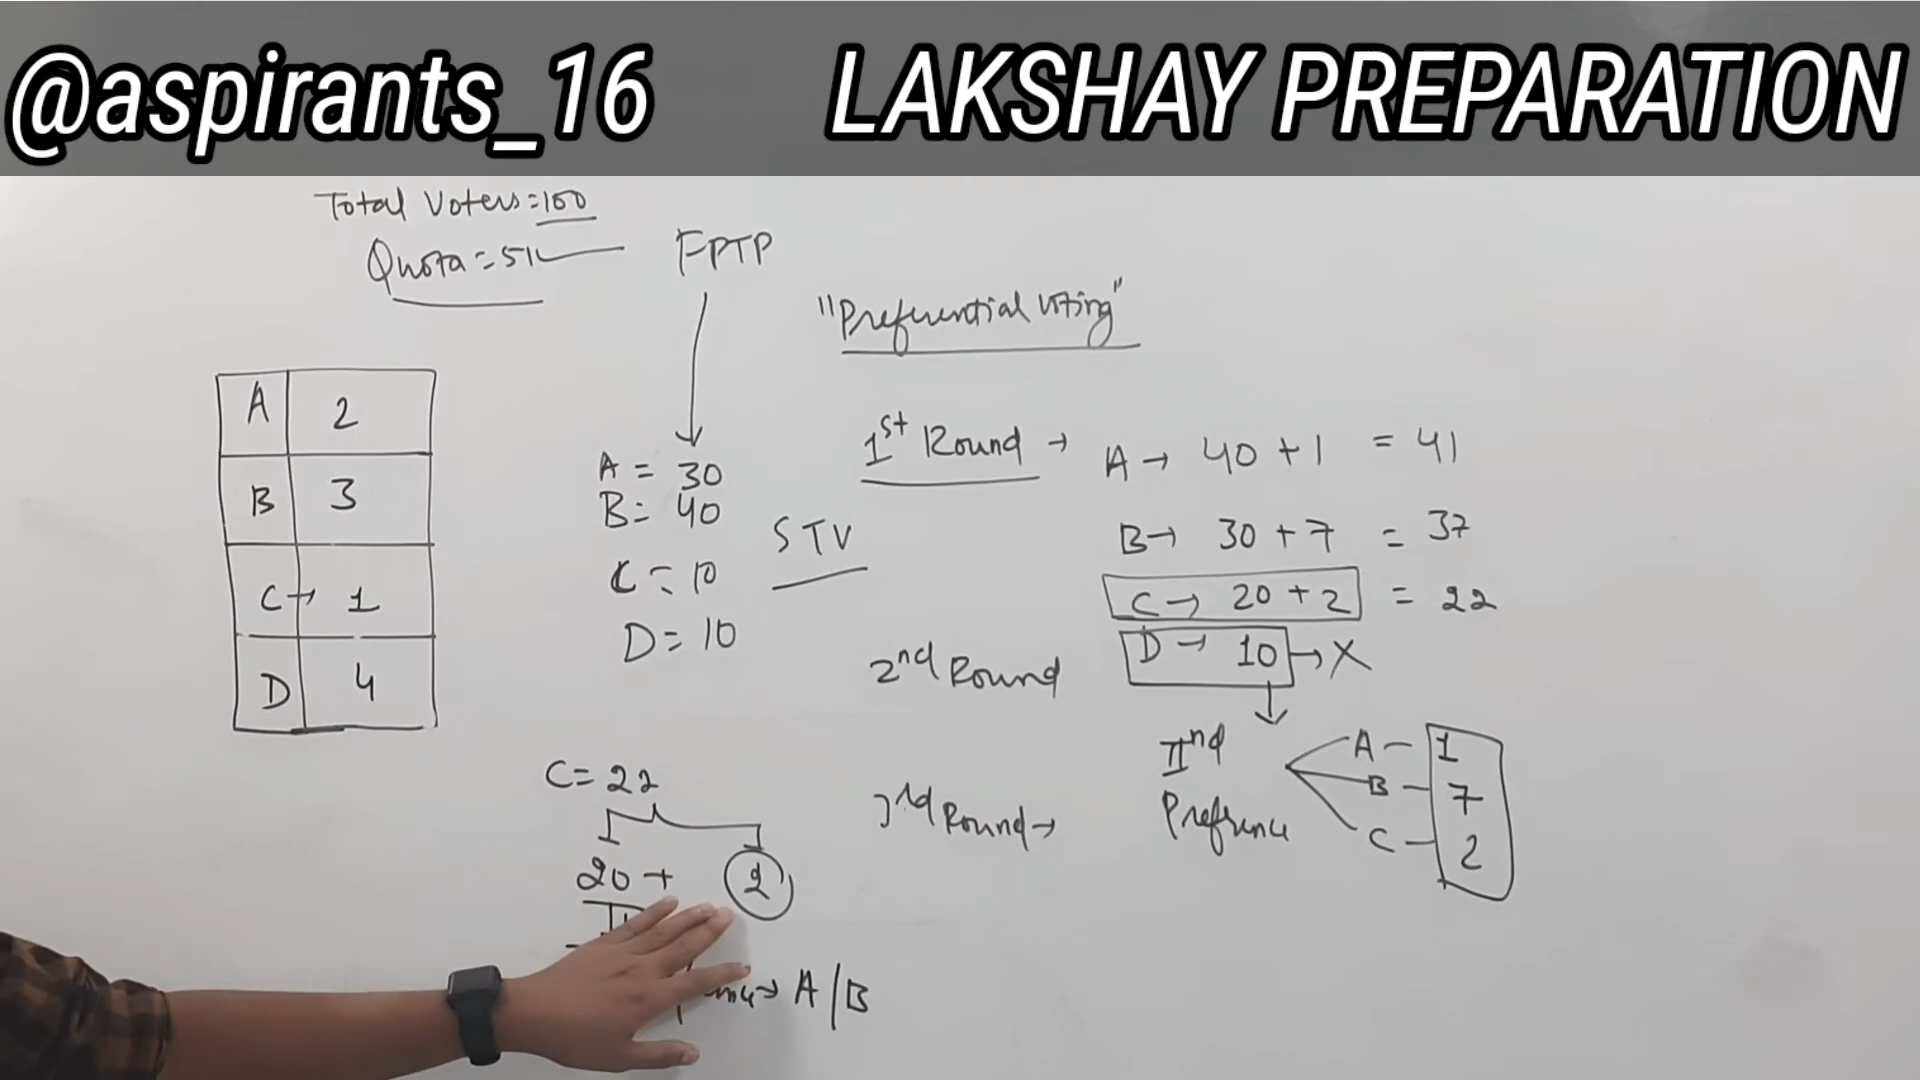 @aspirants_16 LAKSHAY PREPARATION
Total Voters = 100
Quota = 51
FPTP
"Preferential Voting"
A 2
B 3
C → 1
D 4
A = 30
B = 40
C = 10
D = 10
STV
1st Round →
A → 40 + 1 = 41
B → 30 + 7 = 37
C → 20 + 2 = 22
D → 10 → X
2nd Round
IInd
Prefrence
A - 1
B - 7
C - 2
3rd Round →
C = 22
20 + 2
→ A/B